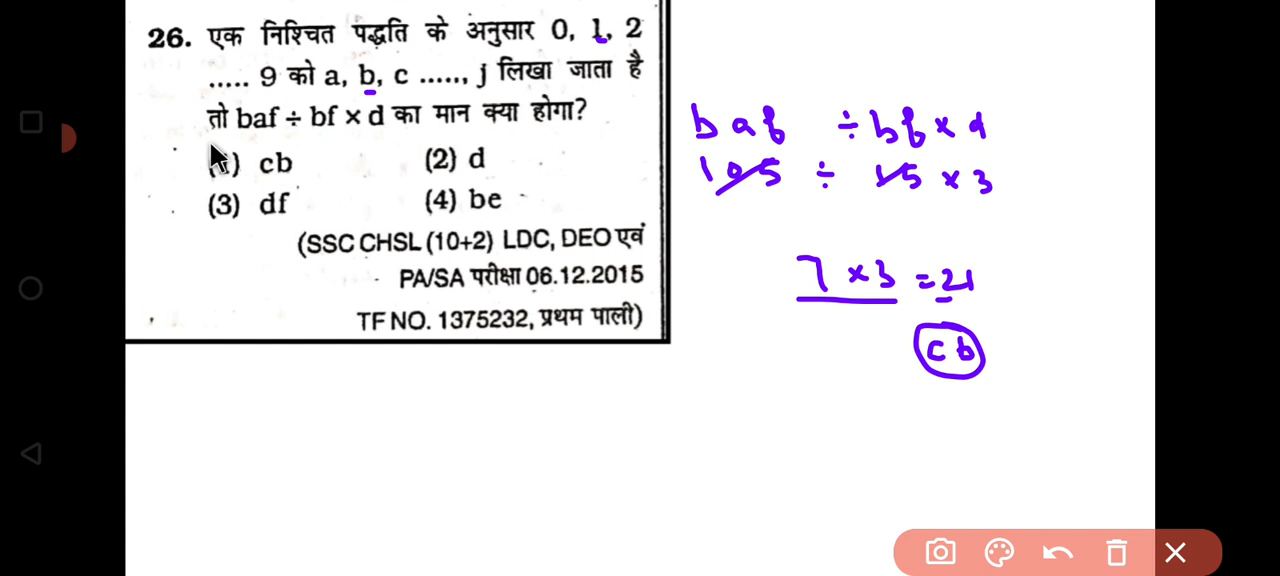 26. एक निश्चित पद्धति के अनुसार 0, 1, 2
..... 9 को a, b, c ......, j लिखा जाता है
तो baf ÷ bf × d का मान क्या होगा?
(1) cb (2) d
(3) df (4) be
(SSC CHSL (10+2) LDC, DEO एवं
PA/SA परीक्षा 06.12.2015
TF NO. 1375232, प्रथम पाली)
baf ÷ bf × d
105 ÷ 15 × 3
7 × 3 = 21
cb